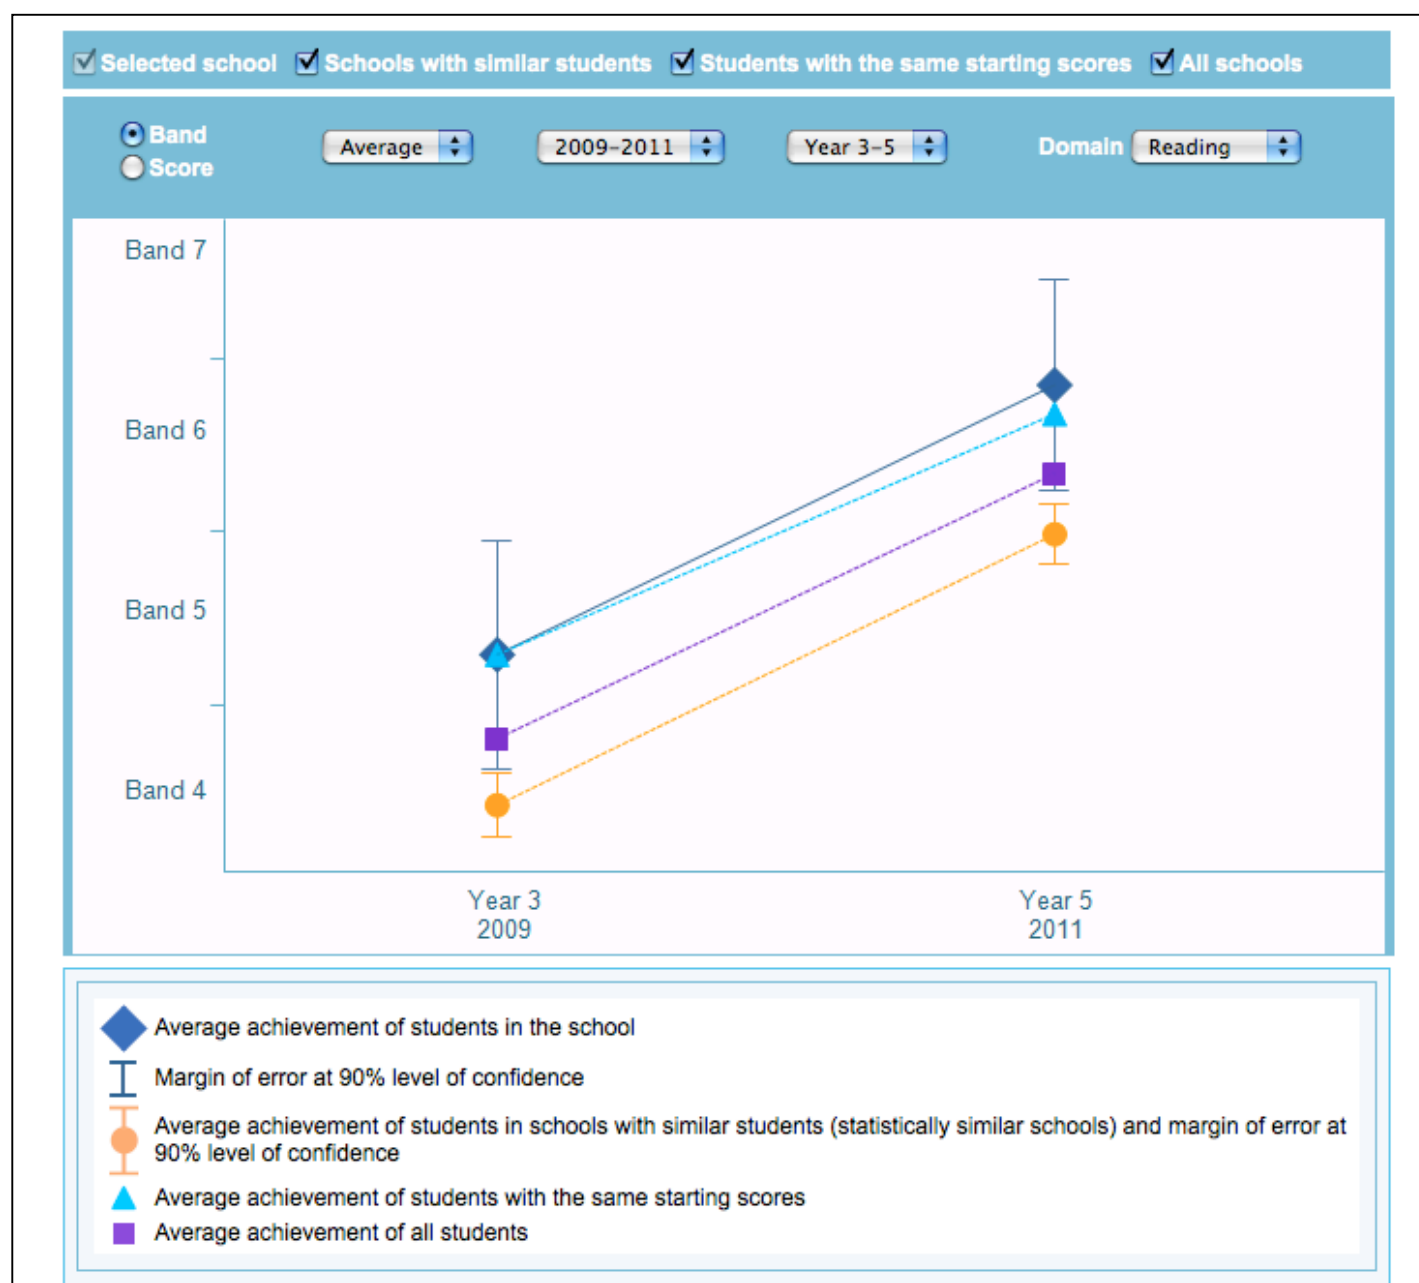 Selected school Schools with similar students Students with the same starting scores All schools
Band
Score
Average 2009-2011 Year 3-5 Domain Reading
Band 7
Band 6
Band 5
Band 4
Year 3 Year 5
2009 2011
Average achievement of students in the school
Margin of error at 90% level of confidence
Average achievement of students in schools with similar students (statistically similar schools) and margin of error at
90% level of confidence
Average achievement of students with the same starting scores
Average achievement of all students